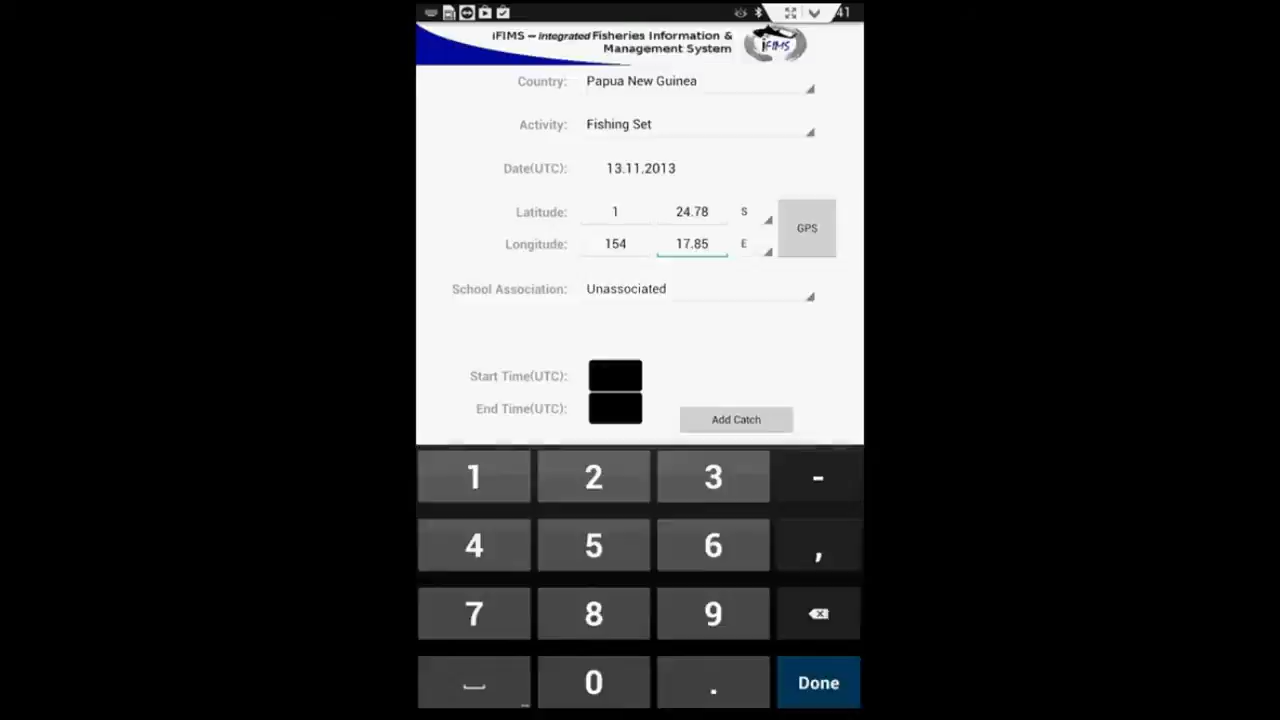 41
iFIMS – integrated Fisheries Information &
Management System
iFIMS
Country: Papua New Guinea
Activity: Fishing Set
Date(UTC): 13.11.2013
Latitude: 1 24.78 S
GPS
Longitude: 154 17.85 E
School Association: Unassociated
Start Time(UTC):
End Time(UTC):
Add Catch
1 2 3 -
4 5 6 ,
7 8 9
0 . Done